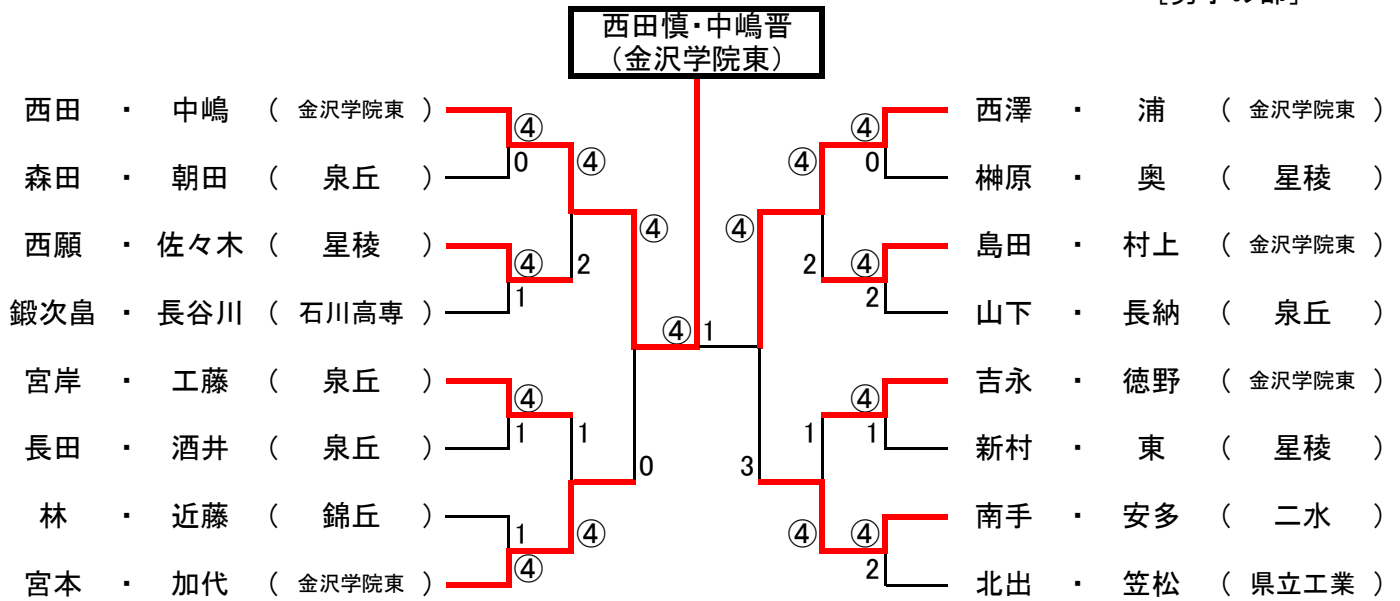 [男子の部]
西田慎・中嶋晋
（金沢学院東）
西田 ・ 中嶋 （ 金沢学院東 ）
④
0
森田 ・ 朝田 （ 泉丘 ）
④
西願 ・ 佐々木 （ 星稜 ）
④
1
2
鍛次畠 ・ 長谷川 （ 石川高専 ）
④
宮岸 ・ 工藤 （ 泉丘 ）
④
1
長田 ・ 酒井 （ 泉丘 ）
1
林 ・ 近藤 （ 錦丘 ）
1
④
宮本 ・ 加代 （ 金沢学院東 ）
④
0
④ 1
西澤 ・ 浦 （ 金沢学院東 ）
④
0
榊原 ・ 奥 （ 星稜 ）
④
島田 ・ 村上 （ 金沢学院東 ）
④
2
2
山下 ・ 長納 （ 泉丘 ）
④
吉永 ・ 徳野 （ 金沢学院東 ）
④
1
新村 ・ 東 （ 星稜 ）
1
南手 ・ 安多 （ 二水 ）
④
2
北出 ・ 笠松 （ 県立工業 ）
④
3